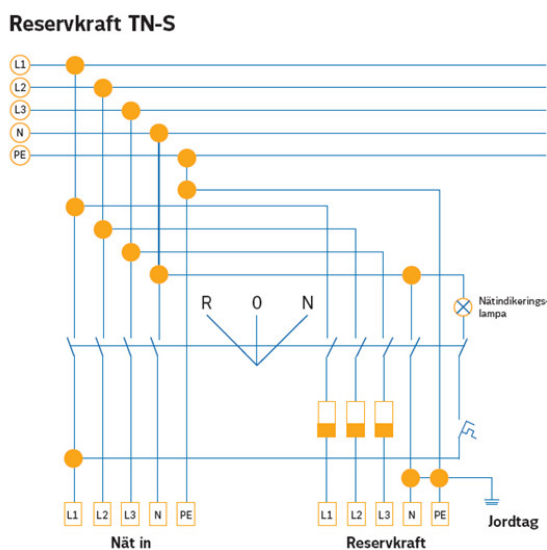 Reservkraft TN-S
L1
L2
L3
N
PE
R O N
Nätindikerings-
lampa
L1 L2 L3 N PE L1 L2 L3 N PE
Jordtag
Nät in Reservkraft